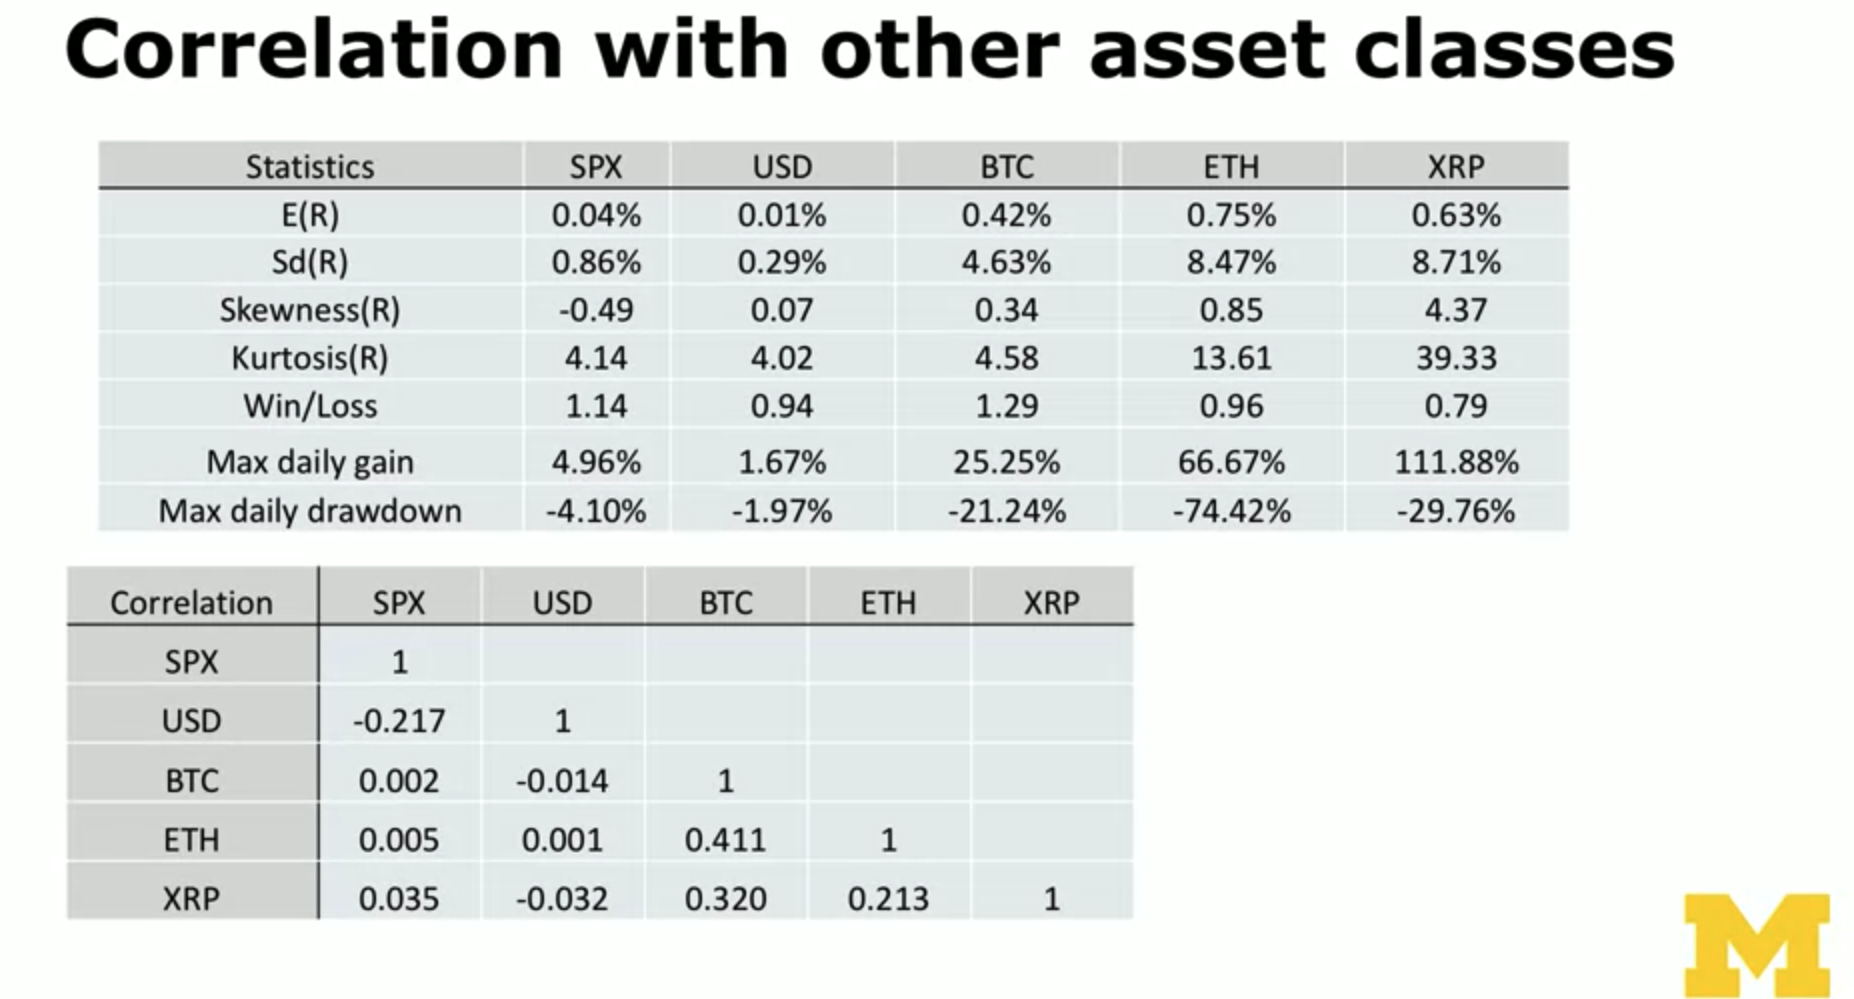 Correlation with other asset classes
Statistics SPX USD BTC ETH XRP
E(R) 0.04% 0.01% 0.42% 0.75% 0.63%
Sd(R) 0.86% 0.29% 4.63% 8.47% 8.71%
Skewness(R) -0.49 0.07 0.34 0.85 4.37
Kurtosis(R) 4.14 4.02 4.58 13.61 39.33
Win/Loss 1.14 0.94 1.29 0.96 0.79
Max daily gain 4.96% 1.67% 25.25% 66.67% 111.88%
Max daily drawdown -4.10% -1.97% -21.24% -74.42% -29.76%
Correlation SPX USD BTC ETH XRP
SPX 1
USD -0.217 1
BTC 0.002 -0.014 1
ETH 0.005 0.001 0.411 1
XRP 0.035 -0.032 0.320 0.213 1
M